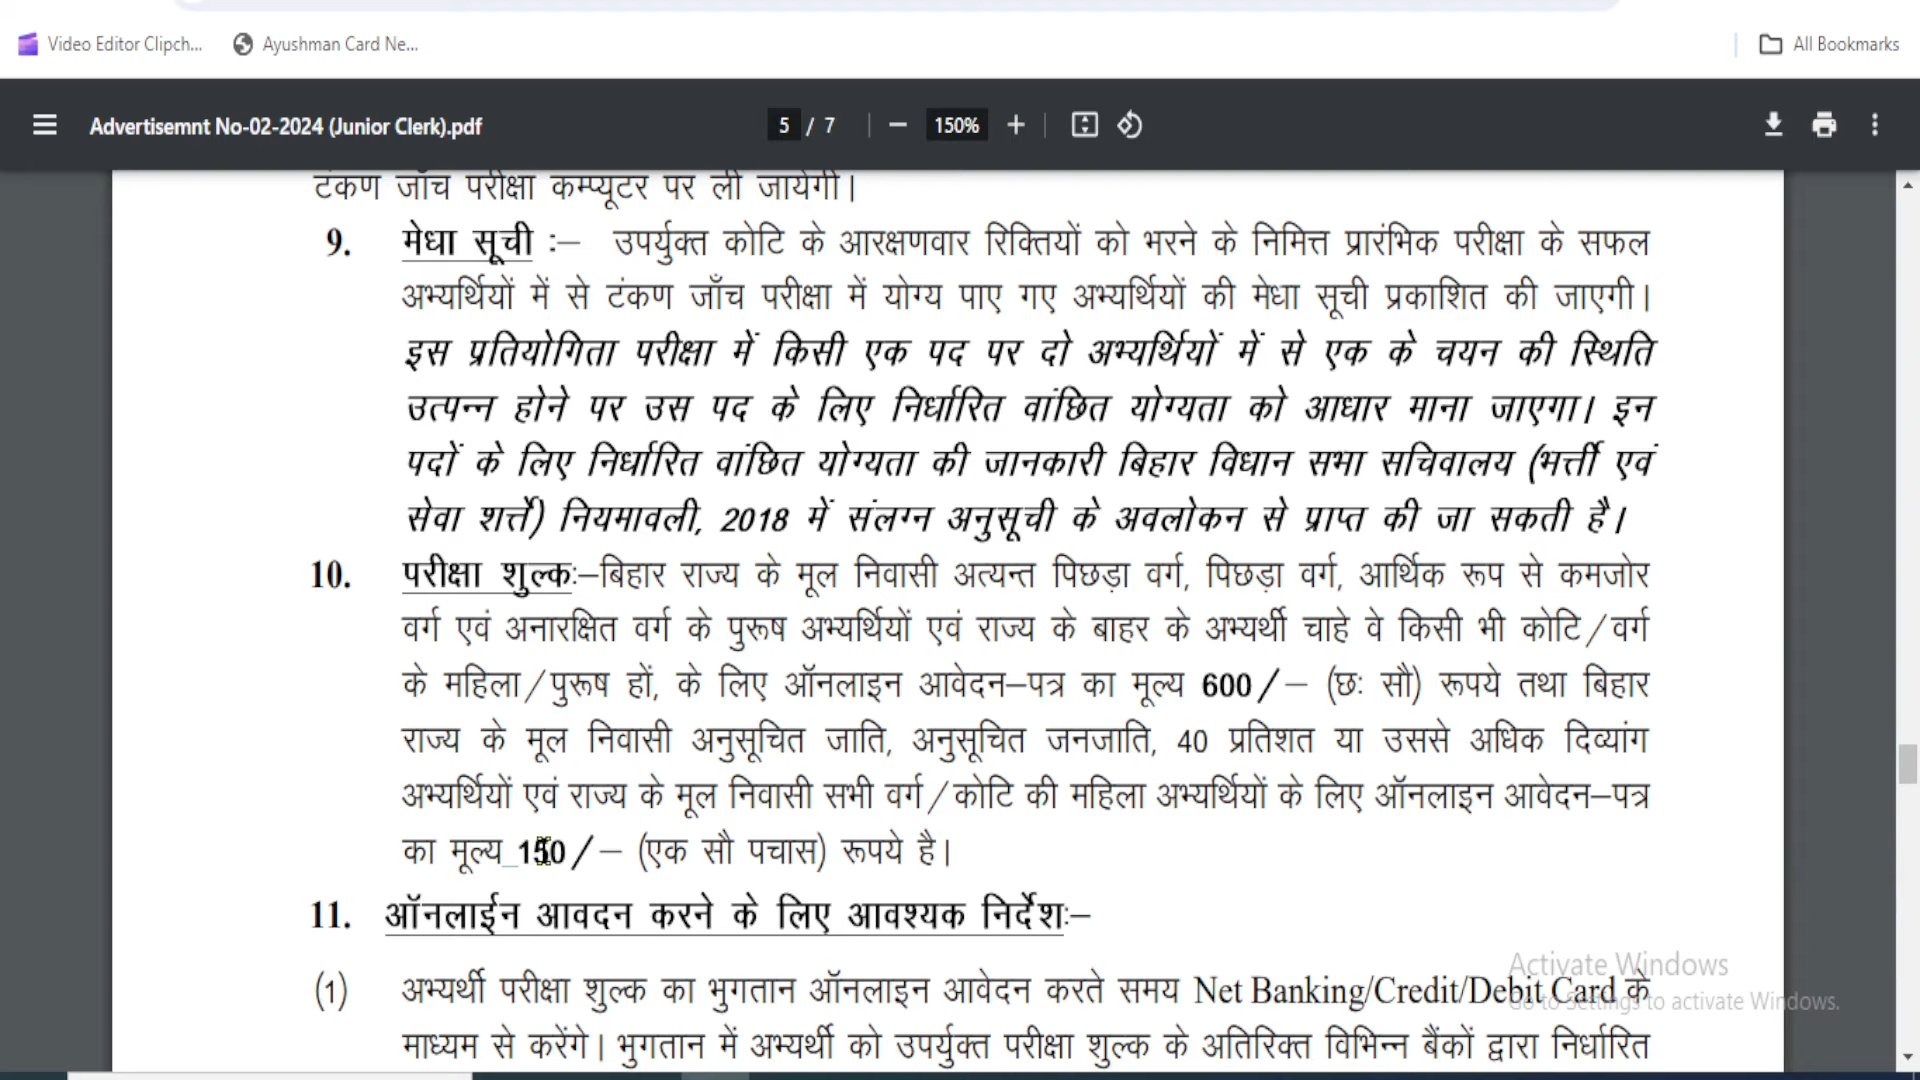 Video Editor Clipch... Ayushman Card Ne... All Bookmarks
Advertisemnt No-02-2024 (Junior Clerk).pdf 5 / 7 150%
टंकण जाँच परीक्षा कम्प्यूटर पर ली जायेगी।
9. मेधा सूची :– उपर्युक्त कोटि के आरक्षणवार रिक्तियों को भरने के निमित्त प्रारंभिक परीक्षा के सफल
अभ्यर्थियों में से टंकण जाँच परीक्षा में योग्य पाए गए अभ्यर्थियों की मेधा सूची प्रकाशित की जाएगी।
इस प्रतियोगिता परीक्षा में किसी एक पद पर दो अभ्यर्थियों में से एक के चयन की स्थिति
उत्पन्न होने पर उस पद के लिए निर्धारित वांछित योग्यता को आधार माना जाएगा। इन
पदों के लिए निर्धारित वांछित योग्यता की जानकारी बिहार विधान सभा सचिवालय (भर्त्ती एवं
सेवा शर्त्ते) नियमावली, 2018 में संलग्न अनुसूची के अवलोकन से प्राप्त की जा सकती है।
10. परीक्षा शुल्क:–बिहार राज्य के मूल निवासी अत्यन्त पिछड़ा वर्ग, पिछड़ा वर्ग, आर्थिक रूप से कमजोर
वर्ग एवं अनारक्षित वर्ग के पुरूष अभ्यर्थियों एवं राज्य के बाहर के अभ्यर्थी चाहे वे किसी भी कोटि/वर्ग
के महिला/पुरूष हों, के लिए ऑनलाइन आवेदन–पत्र का मूल्य 600/– (छः सौ) रूपये तथा बिहार
राज्य के मूल निवासी अनुसूचित जाति, अनुसूचित जनजाति, 40 प्रतिशत या उससे अधिक दिव्यांग
अभ्यर्थियों एवं राज्य के मूल निवासी सभी वर्ग/कोटि की महिला अभ्यर्थियों के लिए ऑनलाइन आवेदन–पत्र
का मूल्य 150/– (एक सौ पचास) रूपये है।
11. ऑनलाईन आवदन करने के लिए आवश्यक निर्देश:–
(1) अभ्यर्थी परीक्षा शुल्क का भुगतान ऑनलाइन आवेदन करते समय Net Banking/Credit/Debit Card के
माध्यम से करेंगे। भुगतान में अभ्यर्थी को उपर्युक्त परीक्षा शुल्क के अतिरिक्त विभिन्न बैंकों द्वारा निर्धारित
Activate Windows
Go to Settings to activate Windows.